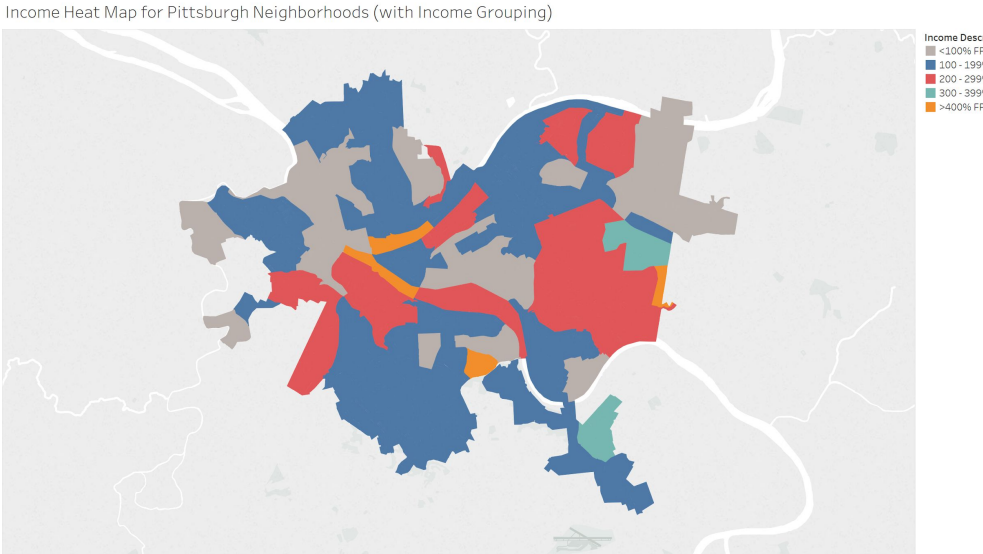 Income Heat Map for Pittsburgh Neighborhoods (with Income Grouping)
Income Descr
<100% FP
100 - 199%
200 - 299%
300 - 399%
>400% FP